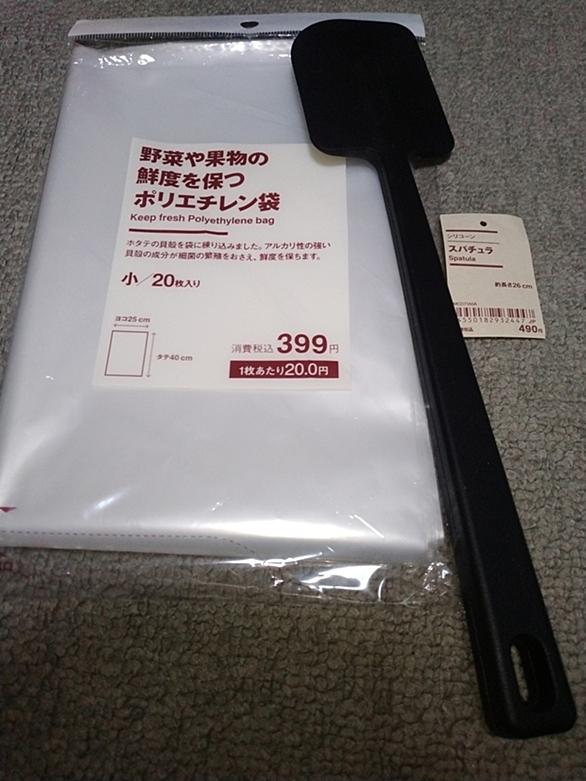 野菜や果物の
鮮度を保つ
ポリエチレン袋
Keep fresh Polyethylene bag
ホタテの貝殻を袋に練り込みました。アルカリ性の強い
貝殻の成分が細菌の繁殖をおさえ、鮮度を保ちます。
小／20枚入り
ヨコ25cm
タテ40cm
消費税込 399円
1枚あたり20.0円
シリコーン
スパチュラ
Spatula
約長さ26cm
4550182932447 JP
490円